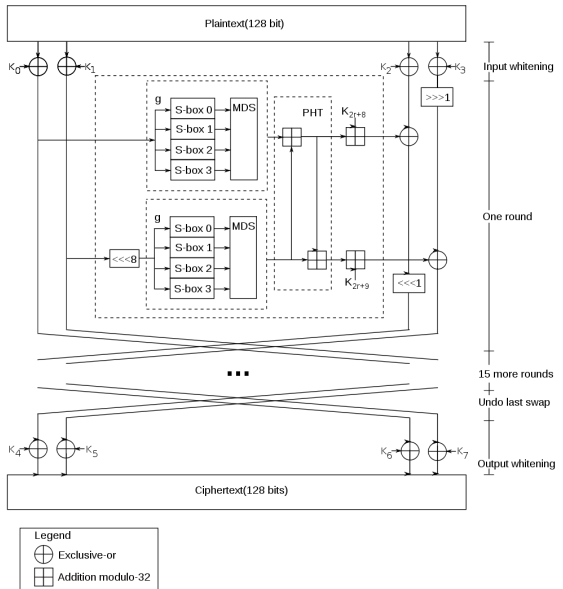 Plaintext(128 bit)
K0
K1
K2
K3
Input whitening
>>>1
g
S-box 0
S-box 1
S-box 2
S-box 3
MDS
PHT
K2r+8
One round
g
S-box 0
S-box 1
S-box 2
S-box 3
MDS
<<<8
K2r+9
<<<1
...
15 more rounds
Undo last swap
K4
K5
K6
K7
Output whitening
Ciphertext(128 bits)
Legend
Exclusive-or
Addition modulo-32